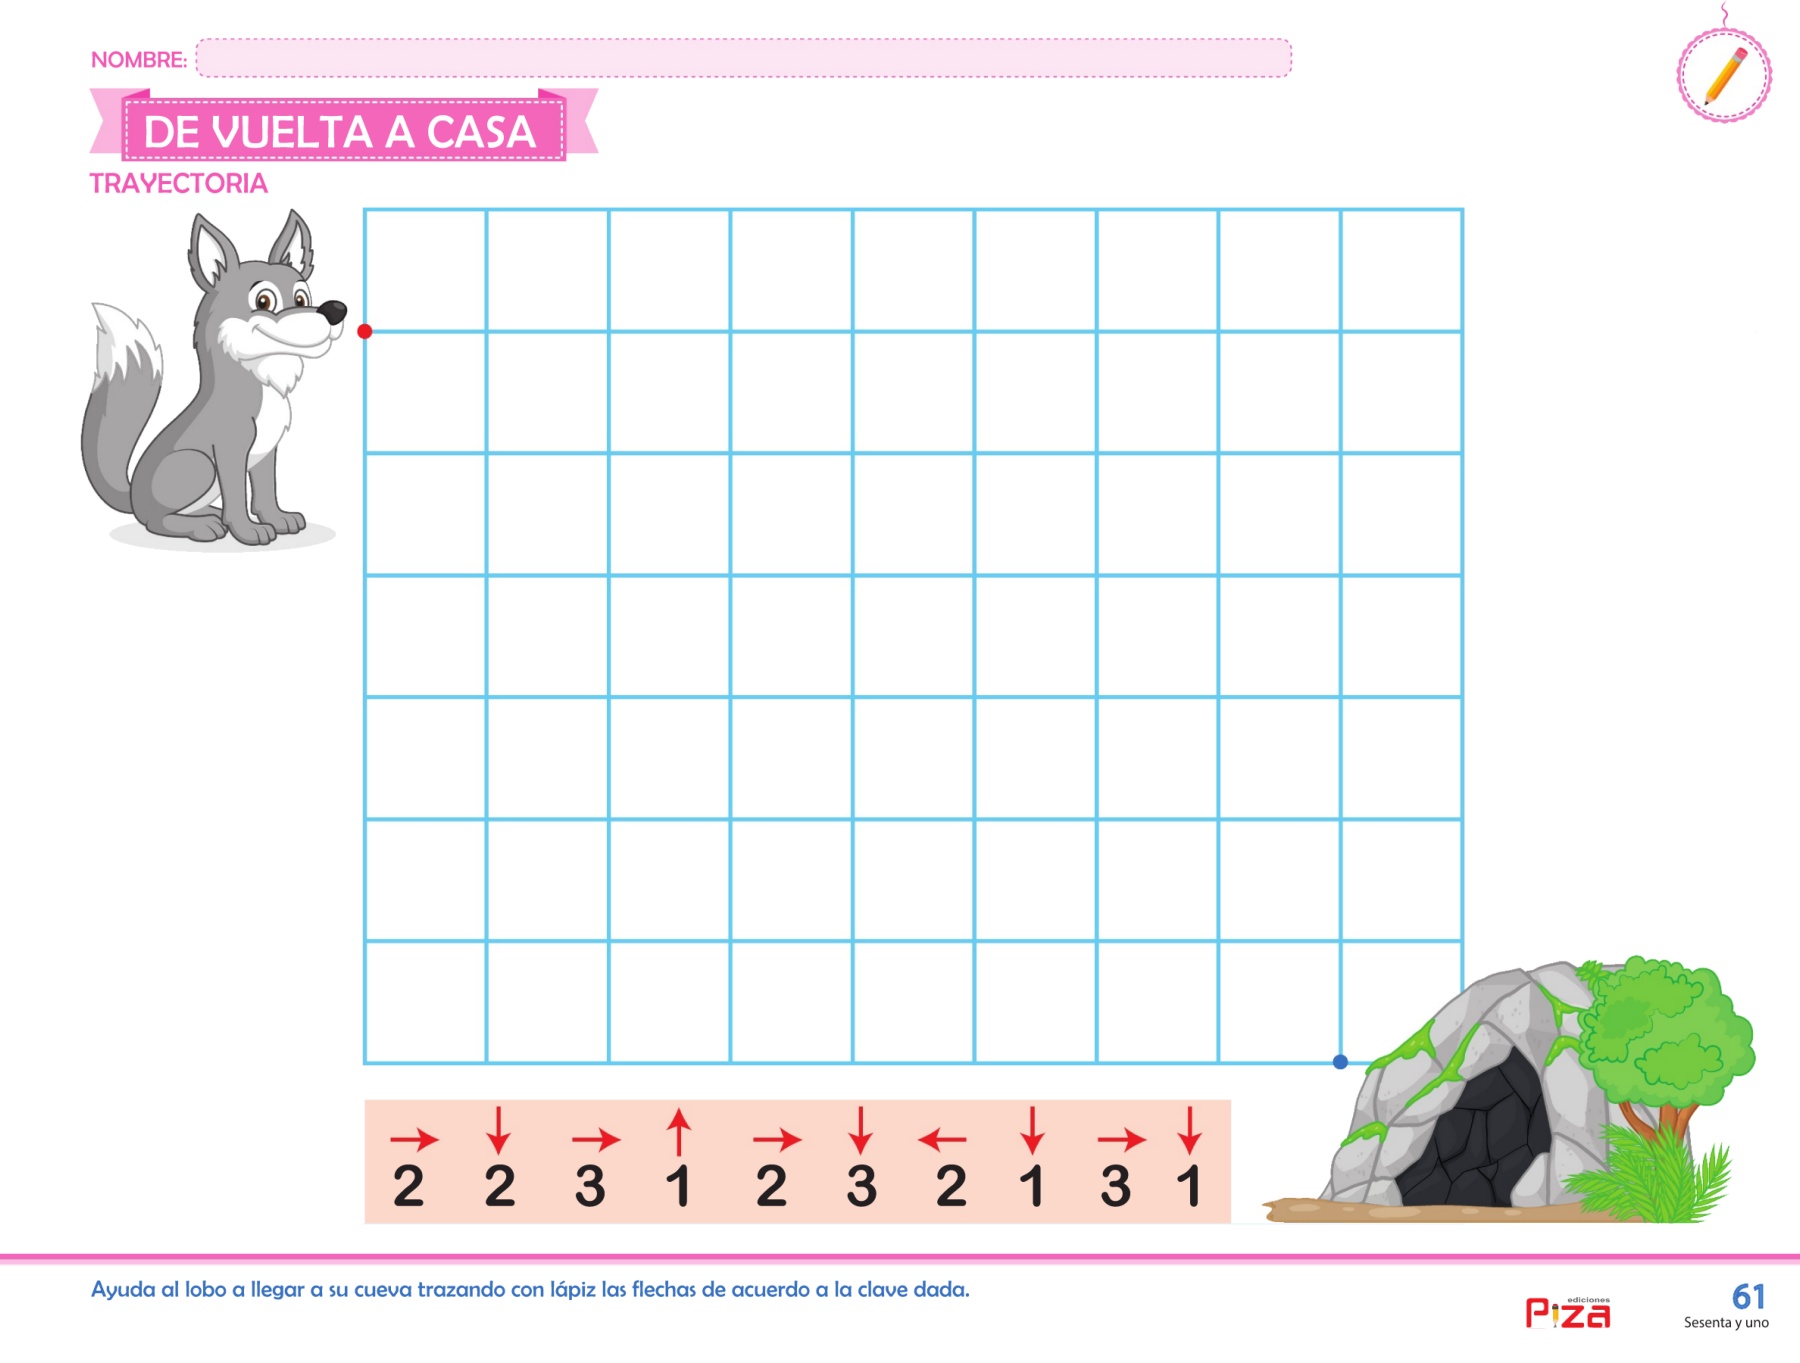 NOMBRE:
DE VUELTA A CASA
TRAYECTORIA
→ ↓ → ↑ → ↓ ← ↓ → ↓
2 2 3 1 2 3 2 1 3 1
Ayuda al lobo a llegar a su cueva trazando con lápiz las flechas de acuerdo a la clave dada.
ediciones
Piza
61
Sesenta y uno